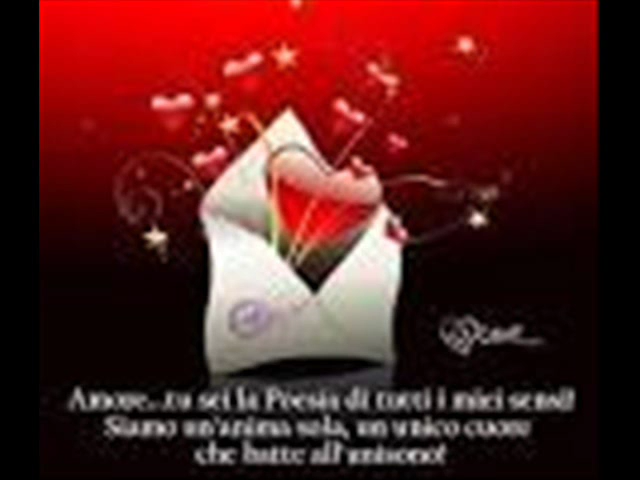 Amore...tu sei la Poesia di tutti i miei sensi!
Siamo un'anima sola, un unico cuore
che batte all'unisono!